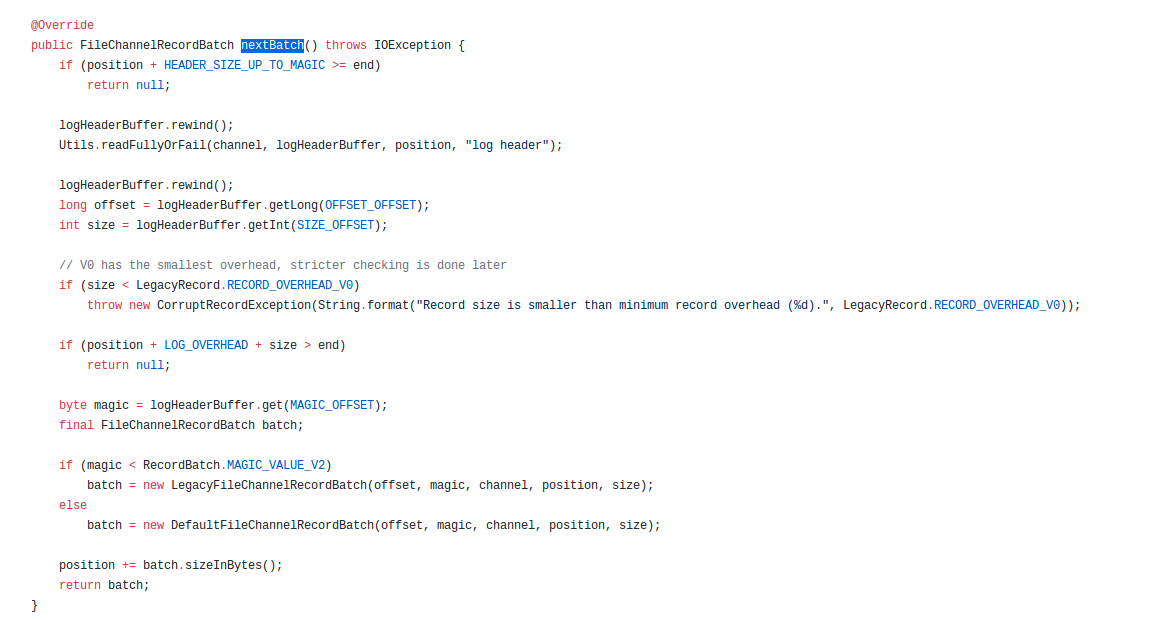 @Override
public FileChannelRecordBatch nextBatch() throws IOException {
    if (position + HEADER_SIZE_UP_TO_MAGIC >= end)
        return null;

    logHeaderBuffer.rewind();
    Utils.readFullyOrFail(channel, logHeaderBuffer, position, "log header");

    logHeaderBuffer.rewind();
    long offset = logHeaderBuffer.getLong(OFFSET_OFFSET);
    int size = logHeaderBuffer.getInt(SIZE_OFFSET);

    // V0 has the smallest overhead, stricter checking is done later
    if (size < LegacyRecord.RECORD_OVERHEAD_V0)
        throw new CorruptRecordException(String.format("Record size is smaller than minimum record overhead (%d).", LegacyRecord.RECORD_OVERHEAD_V0));

    if (position + LOG_OVERHEAD + size > end)
        return null;

    byte magic = logHeaderBuffer.get(MAGIC_OFFSET);
    final FileChannelRecordBatch batch;

    if (magic < RecordBatch.MAGIC_VALUE_V2)
        batch = new LegacyFileChannelRecordBatch(offset, magic, channel, position, size);
    else
        batch = new DefaultFileChannelRecordBatch(offset, magic, channel, position, size);

    position += batch.sizeInBytes();
    return batch;
}